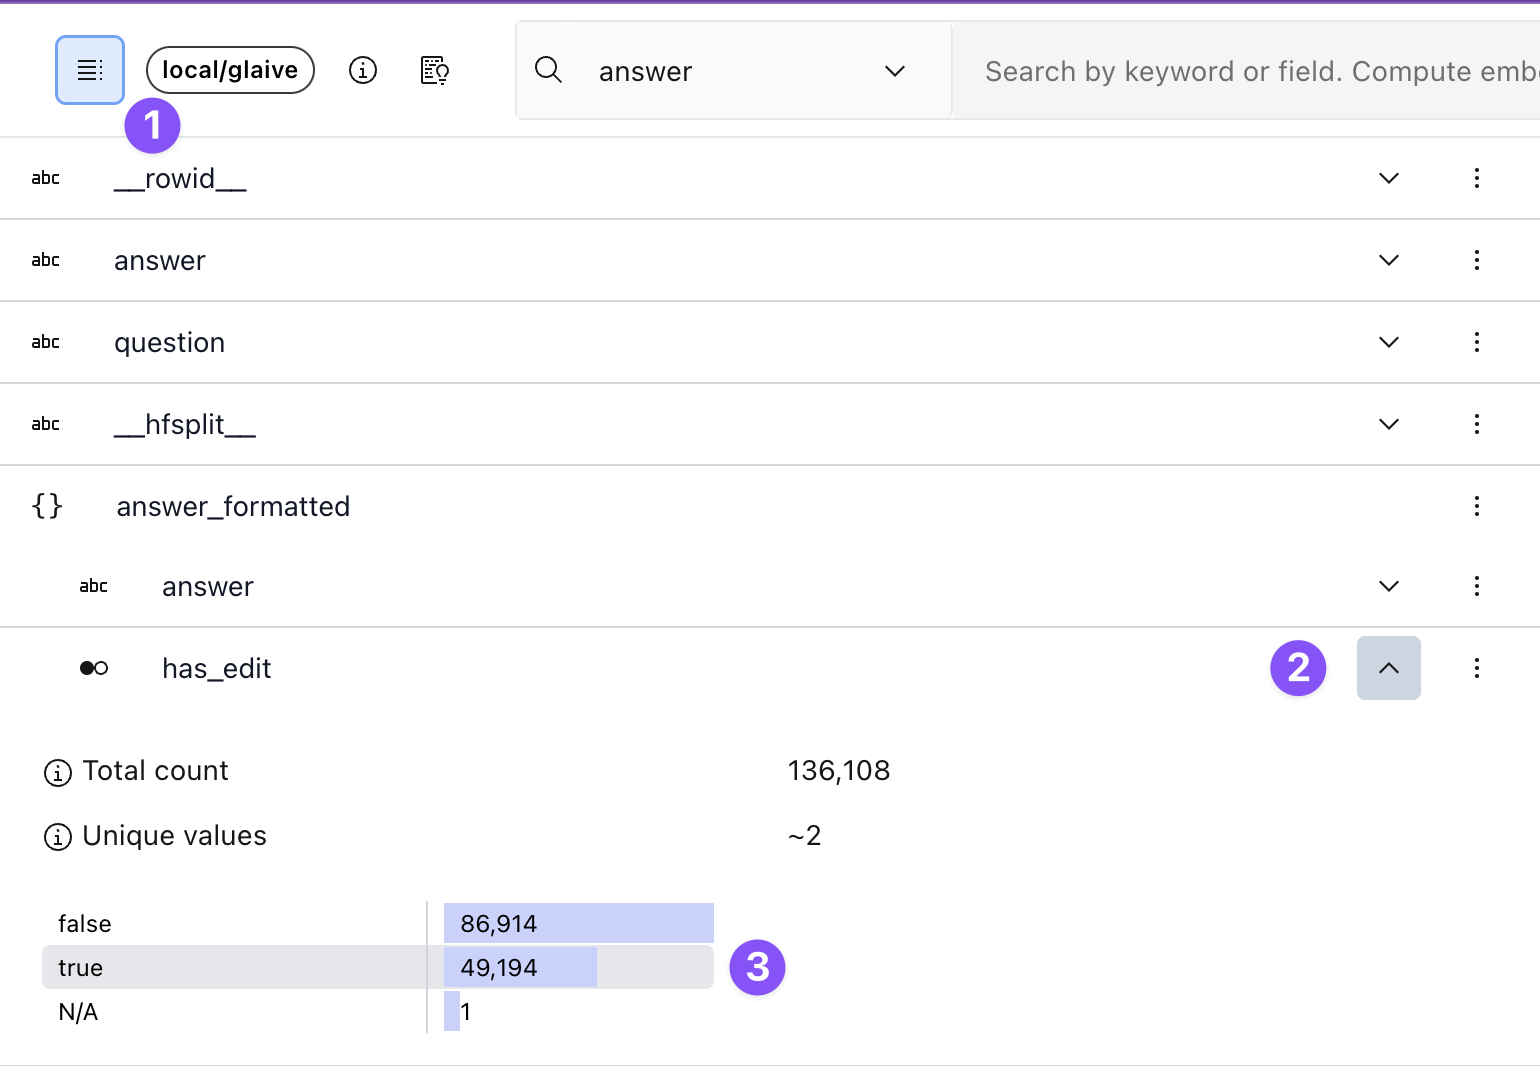 local/glaive
answer
Search by keyword or field. Compute emb
1
abc __rowid__
abc answer
abc question
abc __hfsplit__
{} answer_formatted
abc answer
has_edit 2
Total count 136,108
Unique values ~2
false 86,914
true 49,194 3
N/A 1